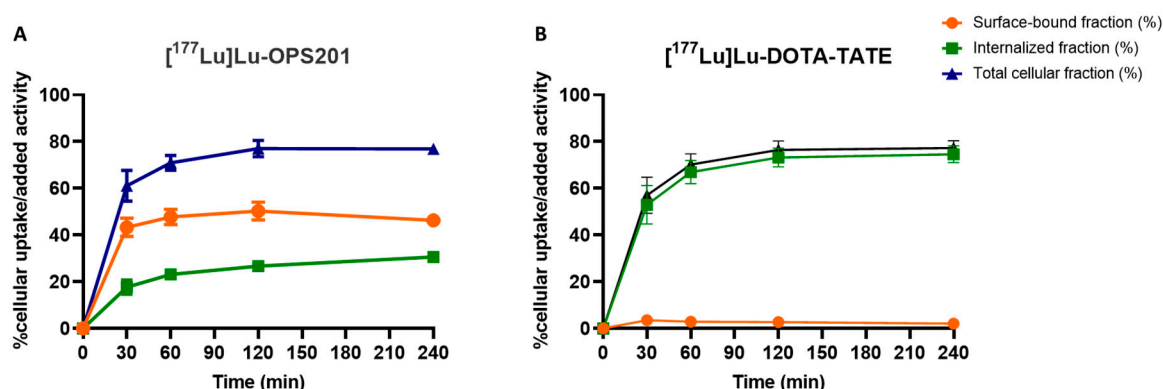 A
[¹⁷⁷Lu]Lu-OPS201
%cellular uptake/added activity
100
80
60
40
20
0
0 30 60 90 120 150 180 210 240
Time (min)
B
[¹⁷⁷Lu]Lu-DOTA-TATE
%cellular uptake/added activity
100
80
60
40
20
0
0 30 60 90 120 150 180 210 240
Time (min)
Surface-bound fraction (%)
Internalized fraction (%)
Total cellular fraction (%)